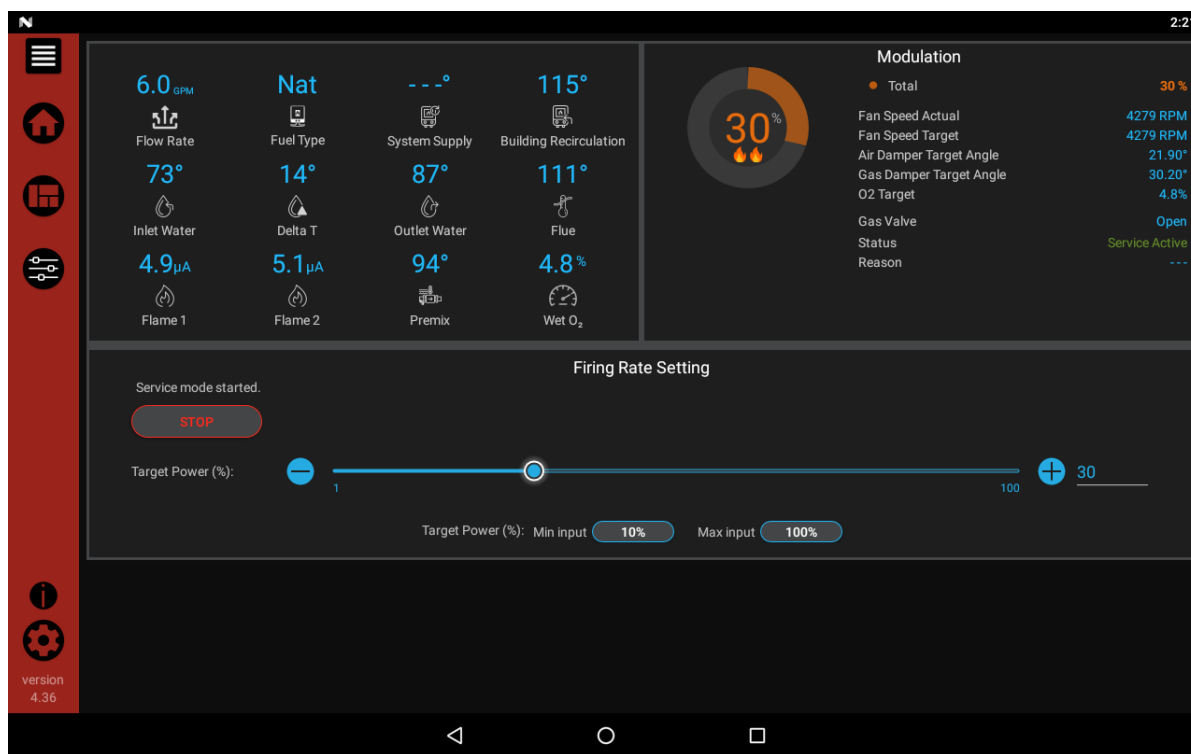 2:21
6.0 GPM
Flow Rate
Nat
Fuel Type
- - -°
System Supply
115°
Building Recirculation
73°
Inlet Water
14°
Delta T
87°
Outlet Water
111°
Flue
4.9µA
Flame 1
5.1µA
Flame 2
94°
Premix
4.8%
Wet O₂
Modulation
30%
Total 30 %
Fan Speed Actual 4279 RPM
Fan Speed Target 4279 RPM
Air Damper Target Angle 21.90°
Gas Damper Target Angle 30.20°
O2 Target 4.8%
Gas Valve Open
Status Service Active
Reason - - -
Firing Rate Setting
Service mode started.
STOP
Target Power (%): 30
1 100
Target Power (%): Min input 10% Max input 100%
version
4.36